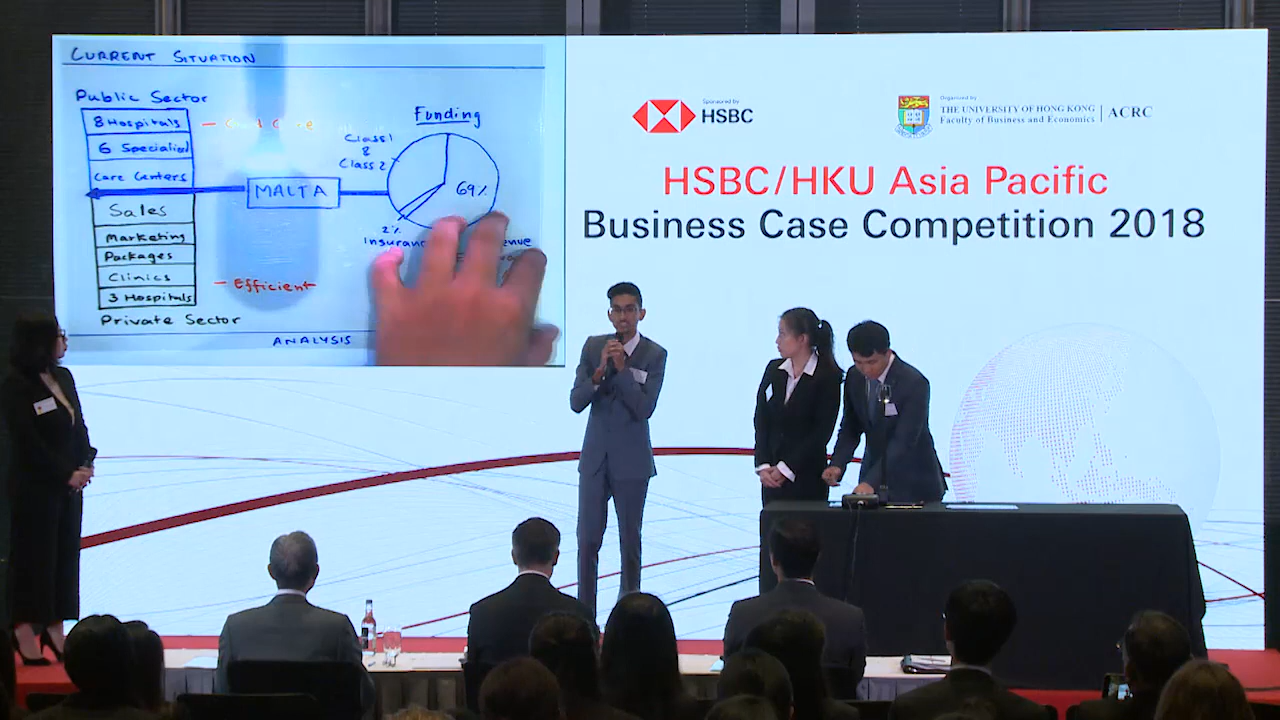 CURRENT SITUATION
Public Sector
8 Hospitals
6 Specialized
Care Centers
Sales
Marketing
Packages
Clinics
3 Hospitals
Private Sector
- Efficient
MALTA
Funding
Class 1
&
Class 2
69%
2%
ANALYSIS
Sponsored by
HSBC
Organised by
THE UNIVERSITY OF HONG KONG
Faculty of Business and Economics
ACRC
HSBC/HKU Asia Pacific
Business Case Competition 2018